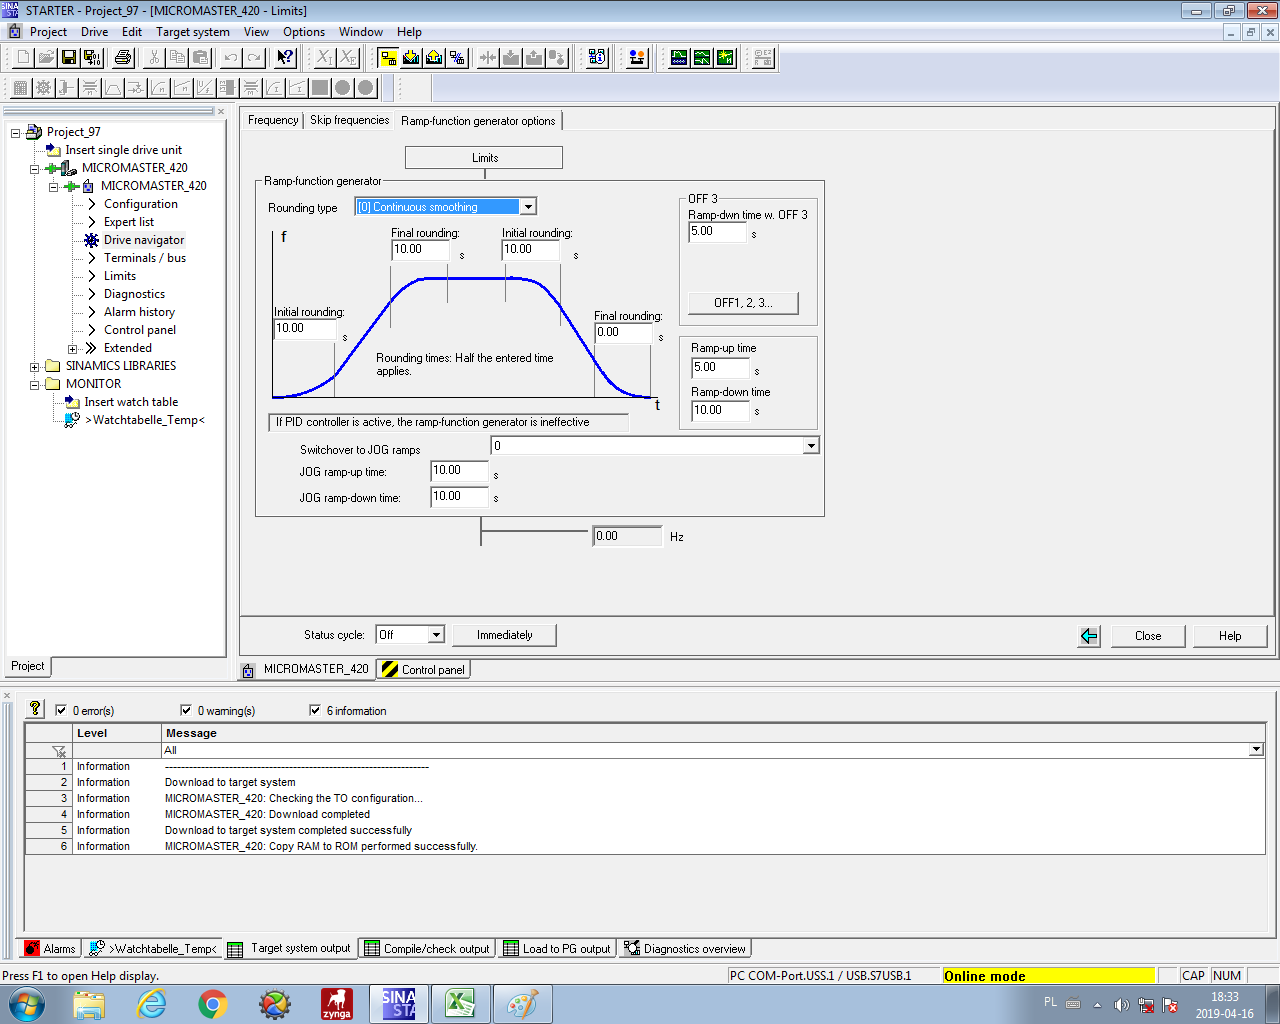 STARTER - Project_97 - [MICROMASTER_420 - Limits]
Project Drive Edit Target system View Options Window Help
Project_97
Insert single drive unit
MICROMASTER_420
MICROMASTER_420
Configuration
Expert list
Drive navigator
Terminals / bus
Limits
Diagnostics
Alarm history
Control panel
Extended
SINAMICS LIBRARIES
MONITOR
Insert watch table
>Watchtabelle_Temp<
Project
Frequency Skip frequencies Ramp-function generator options
Limits
Ramp-function generator
Rounding type [0] Continuous smoothing
f
Final rounding: Initial rounding:
10.00 s 10.00 s
Initial rounding:
10.00 s
Final rounding:
0.00 s
Rounding times: Half the entered time
applies.
t
If PID controller is active, the ramp-function generator is ineffective
OFF 3
Ramp-dwn time w. OFF 3
5.00 s
OFF1, 2, 3...
Ramp-up time
5.00 s
Ramp-down time
10.00 s
Switchover to JOG ramps 0
JOG ramp-up time: 10.00 s
JOG ramp-down time: 10.00 s
0.00 Hz
Status cycle: Off Immediately Close Help
MICROMASTER_420 Control panel
0 error(s) 0 warning(s) 6 information
Level Message
All
1 Information ------------------------------------------------------------------
2 Information Download to target system
3 Information MICROMASTER_420: Checking the TO configuration...
4 Information MICROMASTER_420: Download completed
5 Information Download to target system completed successfully
6 Information MICROMASTER_420: Copy RAM to ROM performed successfully.
Alarms >Watchtabelle_Temp< Target system output Compile/check output Load to PG output Diagnostics overview
Press F1 to open Help display. PC COM-Port.USS.1 / USB.S7USB.1 Online mode CAP NUM
zynga
SINA
STA
PL
18:33
2019-04-16